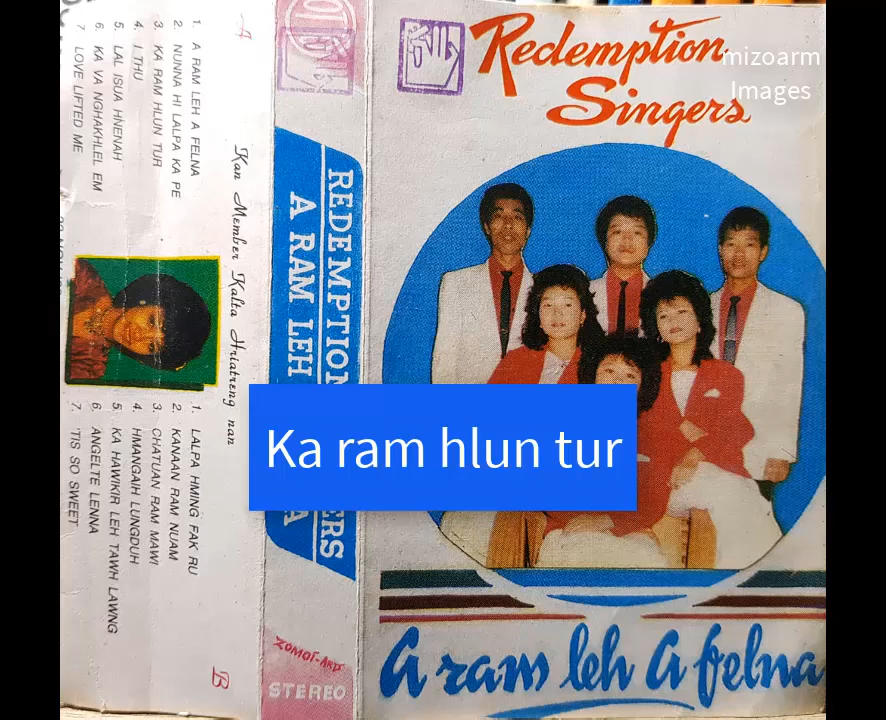 Redemption
Singers
mizoarm
Images
Ka ram hlun tur
A ram leh A felna
REDEMPTION
ERS
A RAM LEH
A
ZOMOI-ART
STEREO
Kan Member Kalta Hriatreng nan
A
1. A RAM LEH A FELNA
2. NUNNA HI LALPA KA PE
3. KA RAM HLUN TUR
4. I THU
5. LAL ISUA HNENAH
6. KA VA NGHAKHLEL EM
7 LOVE LIFTED ME
B
1. LALPA HMING FAK RU
2. KANAAN RAM NUAM
3. CHATUAN RAM MAWI
4. HMANGAIH LUNGDUH
5. KA HAWIKIR LEH TAWH LAWNG
6. ANGELTE LENNA
7. 'TIS SO SWEET